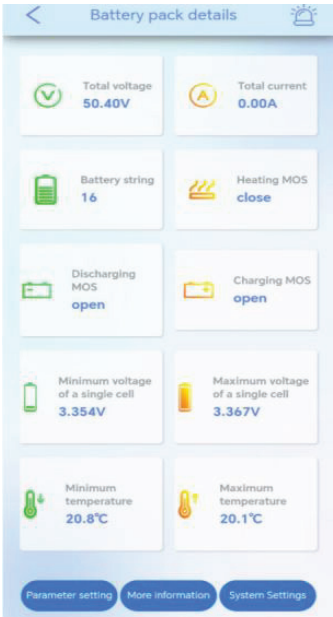 Battery pack details
Total voltage
50.40V
Total current
0.00A
Battery string
16
Heating MOS
close
Discharging
MOS
open
Charging MOS
open
Minimum voltage
of a single cell
3.354V
Maximum voltage
of a single cell
3.367V
Minimum
temperature
20.8℃
Maximum
temperature
20.1℃
Parameter setting
More information
System Settings